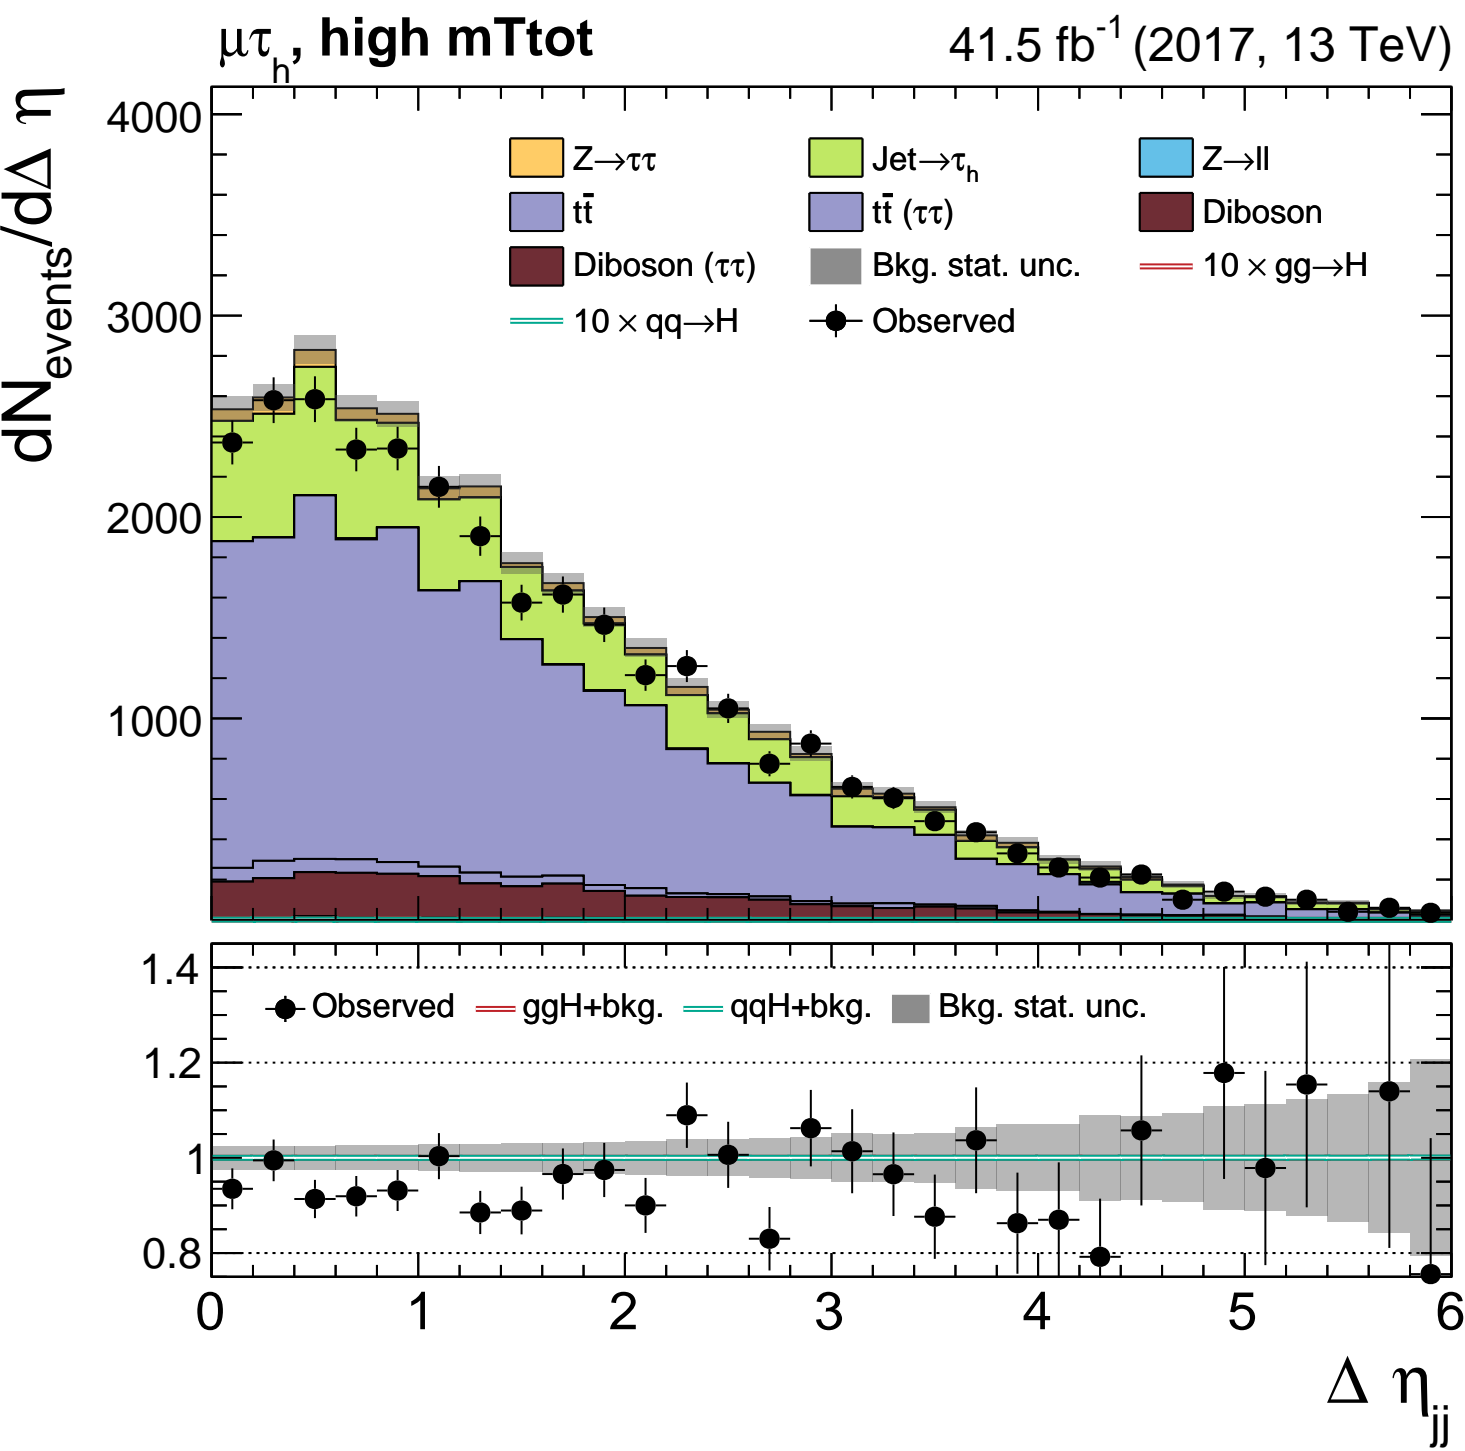 μτh, high mTtot 41.5 fb-1 (2017, 13 TeV)
dNevents/dΔ η
4000
3000
2000
1000
Z→ττ Jet→τh Z→ll
tt̄ tt̄ (ττ) Diboson
Diboson (ττ) Bkg. stat. unc. 10 × gg→H
10 × qq→H Observed
1.4
1.2
1
0.8
Observed ggH+bkg. qqH+bkg. Bkg. stat. unc.
0 1 2 3 4 5 6
Δ ηjj